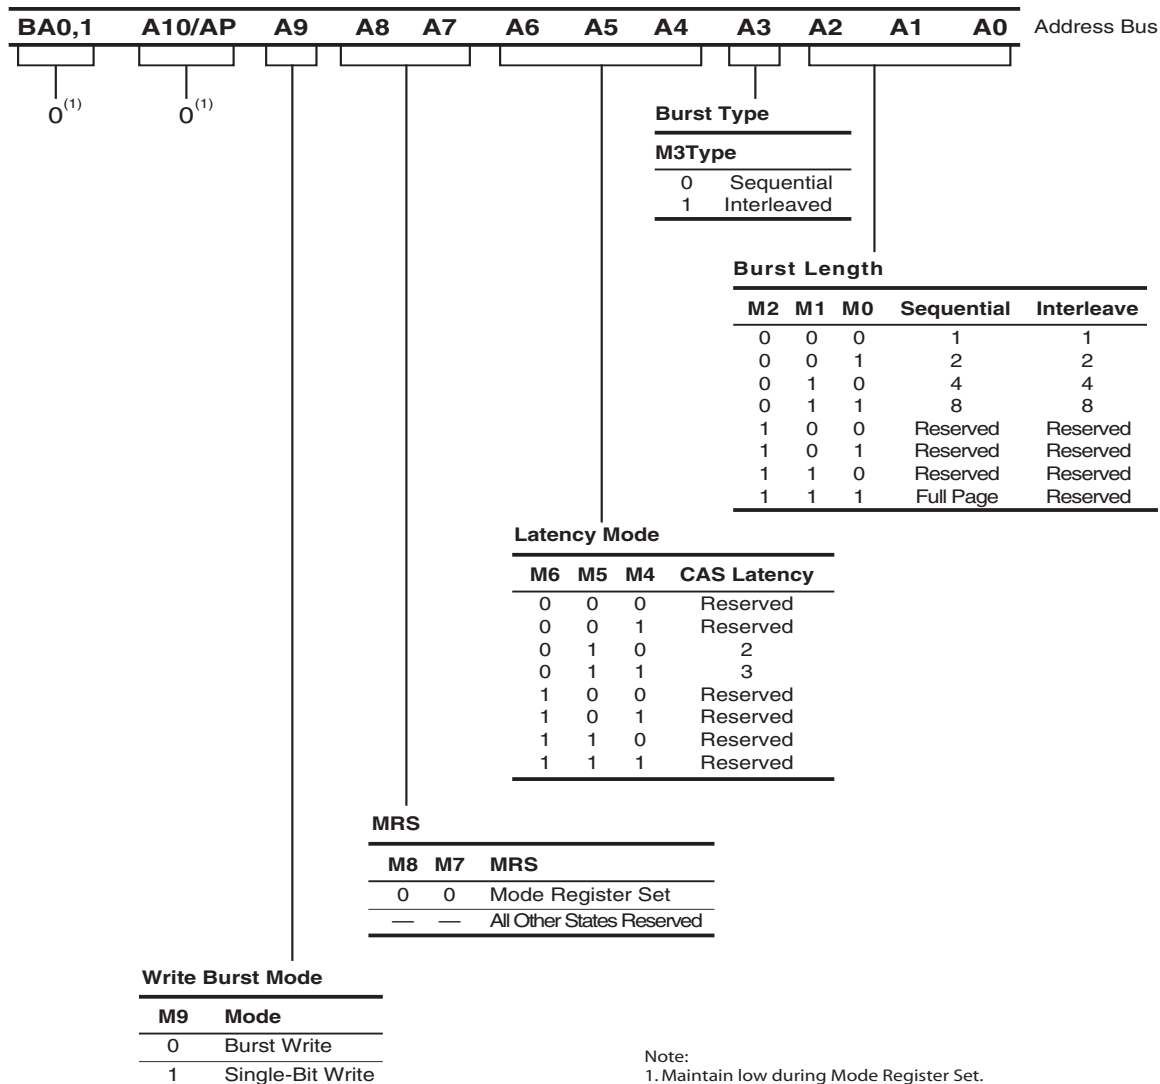 BA0,1 A10/AP A9 A8 A7 A6 A5 A4 A3 A2 A1 A0 Address Bus
0(1) 0(1)
Burst Type
M3Type
0 Sequential
1 Interleaved
Burst Length
M2 M1 M0 Sequential Interleave
0 0 0 1 1
0 0 1 2 2
0 1 0 4 4
0 1 1 8 8
1 0 0 Reserved Reserved
1 0 1 Reserved Reserved
1 1 0 Reserved Reserved
1 1 1 Full Page Reserved
Latency Mode
M6 M5 M4 CAS Latency
0 0 0 Reserved
0 0 1 Reserved
0 1 0 2
0 1 1 3
1 0 0 Reserved
1 0 1 Reserved
1 1 0 Reserved
1 1 1 Reserved
MRS
M8 M7 MRS
0 0 Mode Register Set
— — All Other States Reserved
Write Burst Mode
M9 Mode
0 Burst Write
1 Single-Bit Write
Note:
1. Maintain low during Mode Register Set.